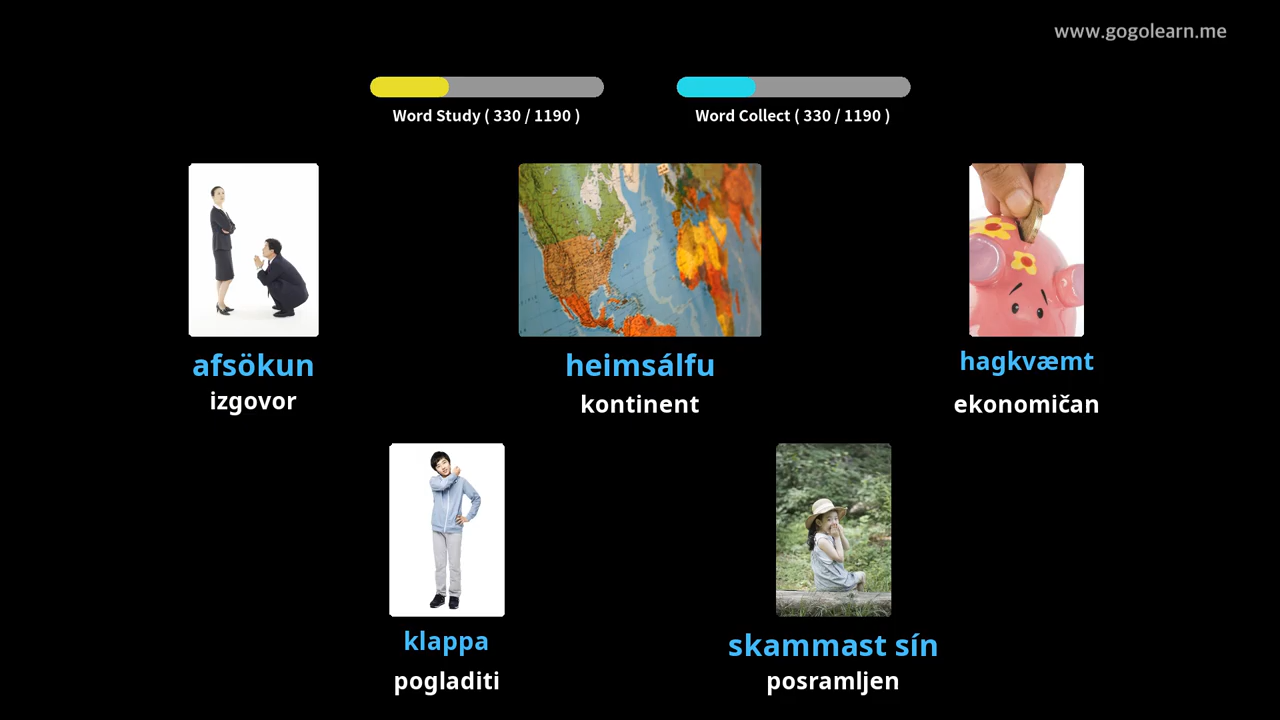 www.gogolearn.me
Word Study ( 330 / 1190 )
Word Collect ( 330 / 1190 )
afsökun
izgovor
heimsálfu
kontinent
hagkvæmt
ekonomičan
klappa
pogladiti
skammast sín
posramljen